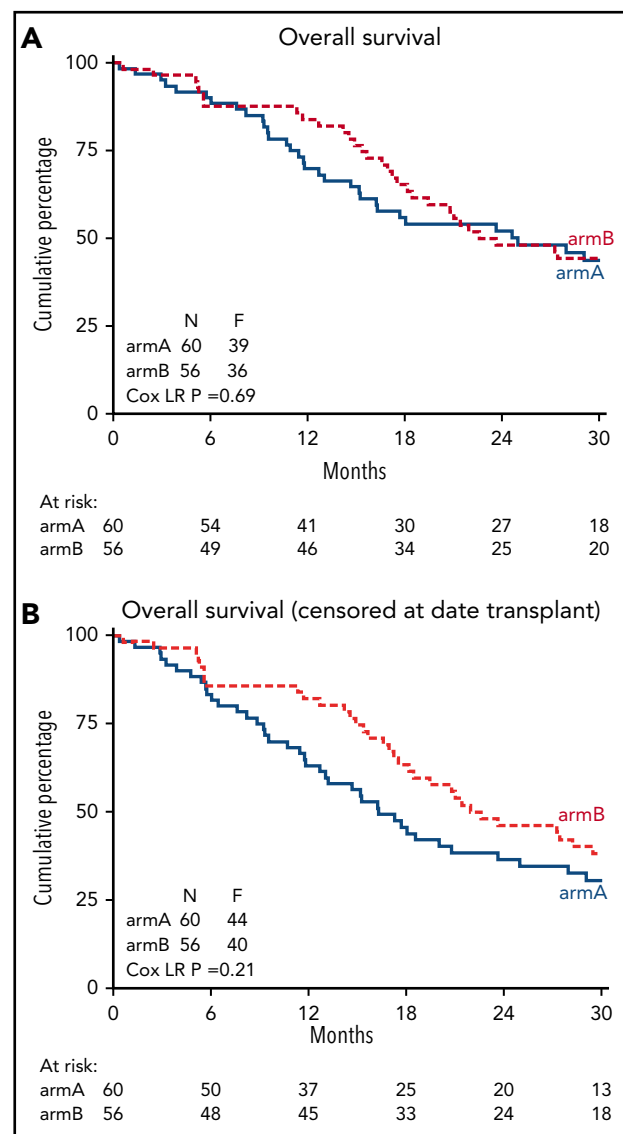 A Overall survival
Cumulative percentage
100
75
50
25
0
armB
armA
N F
armA 60 39
armB 56 36
Cox LR P =0.69
0 6 12 18 24 30
Months
At risk:
armA 60 54 41 30 27 18
armB 56 49 46 34 25 20
B Overall survival (censored at date transplant)
Cumulative percentage
100
75
50
25
0
armB
armA
N F
armA 60 44
armB 56 40
Cox LR P =0.21
0 6 12 18 24 30
Months
At risk:
armA 60 50 37 25 20 13
armB 56 48 45 33 24 18